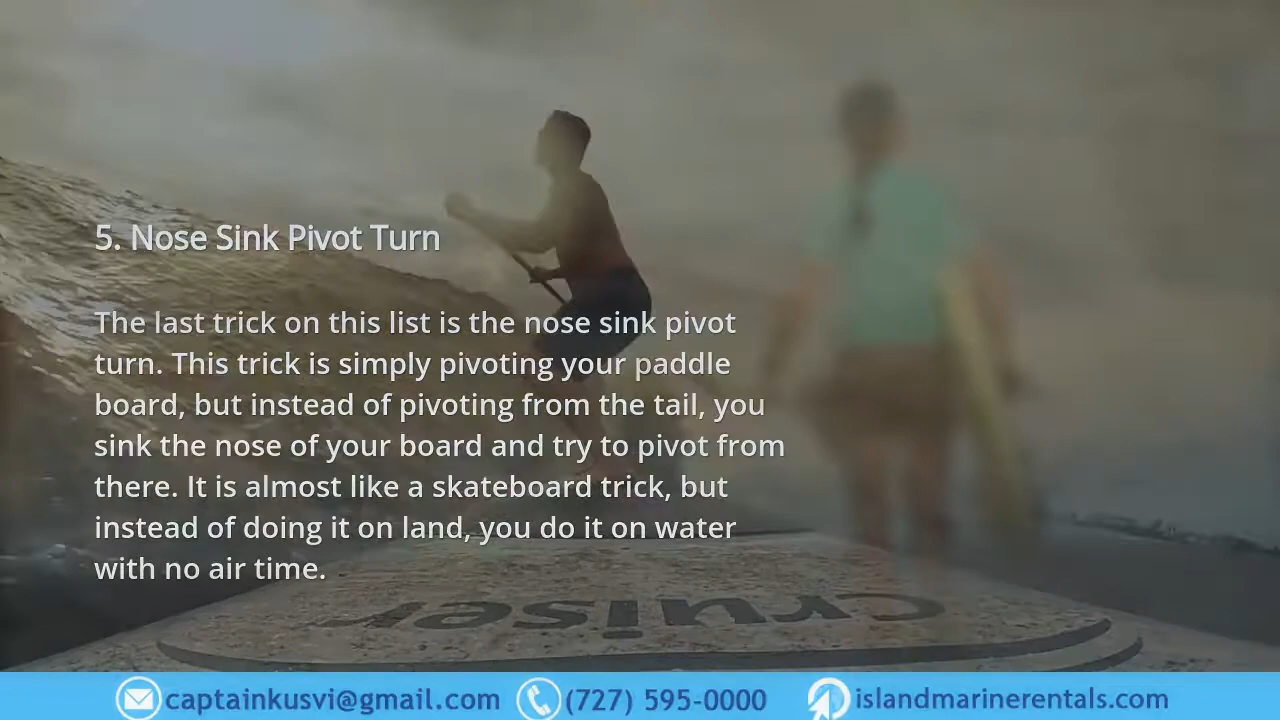 5. Nose Sink Pivot Turn
The last trick on this list is the nose sink pivot
turn. This trick is simply pivoting your paddle
board, but instead of pivoting from the tail, you
sink the nose of your board and try to pivot from
there. It is almost like a skateboard trick, but
instead of doing it on land, you do it on water
with no air time.
Cruiser
captainkusvi@gmail.com (727) 595-0000 islandmarinerentals.com